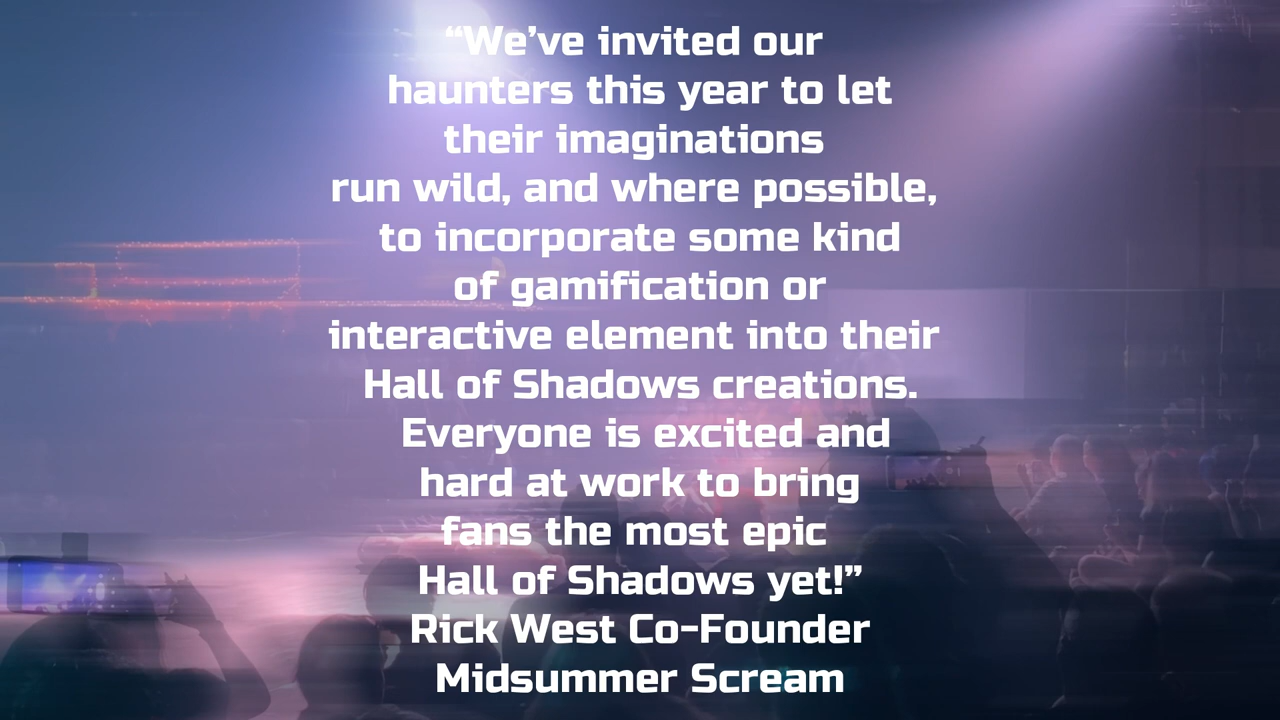 “We’ve invited our
haunters this year to let
their imaginations
run wild, and where possible,
to incorporate some kind
of gamification or
interactive element into their
Hall of Shadows creations.
Everyone is excited and
hard at work to bring
fans the most epic
Hall of Shadows yet!”
Rick West Co-Founder
Midsummer Scream